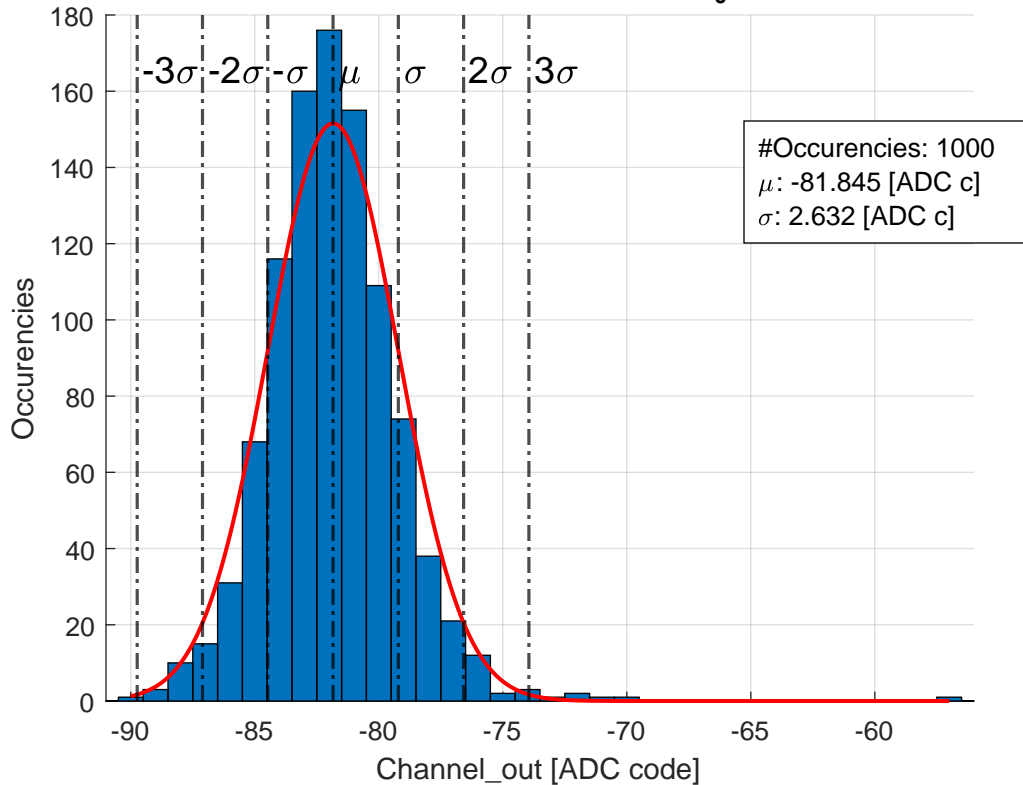 180
160
140
120
100
80
60
40
20
0
-3σ -2σ -σ μ σ 2σ 3σ
#Occurencies: 1000
μ: -81.845 [ADC c]
σ: 2.632 [ADC c]
Occurencies
-90 -85 -80 -75 -70 -65 -60
Channel_out [ADC code]